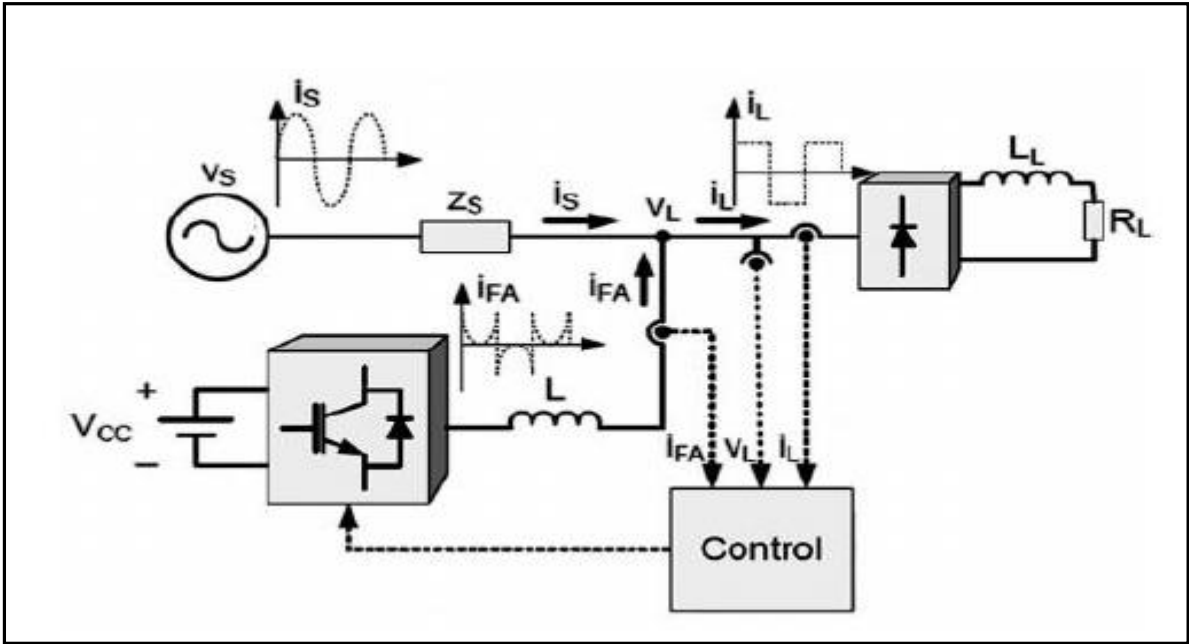 iS
iL
vS
zS
iS
vL
iL
LL
RL
iFA
iFA
L
+
VCC
−
iFA
VL
iL
Control